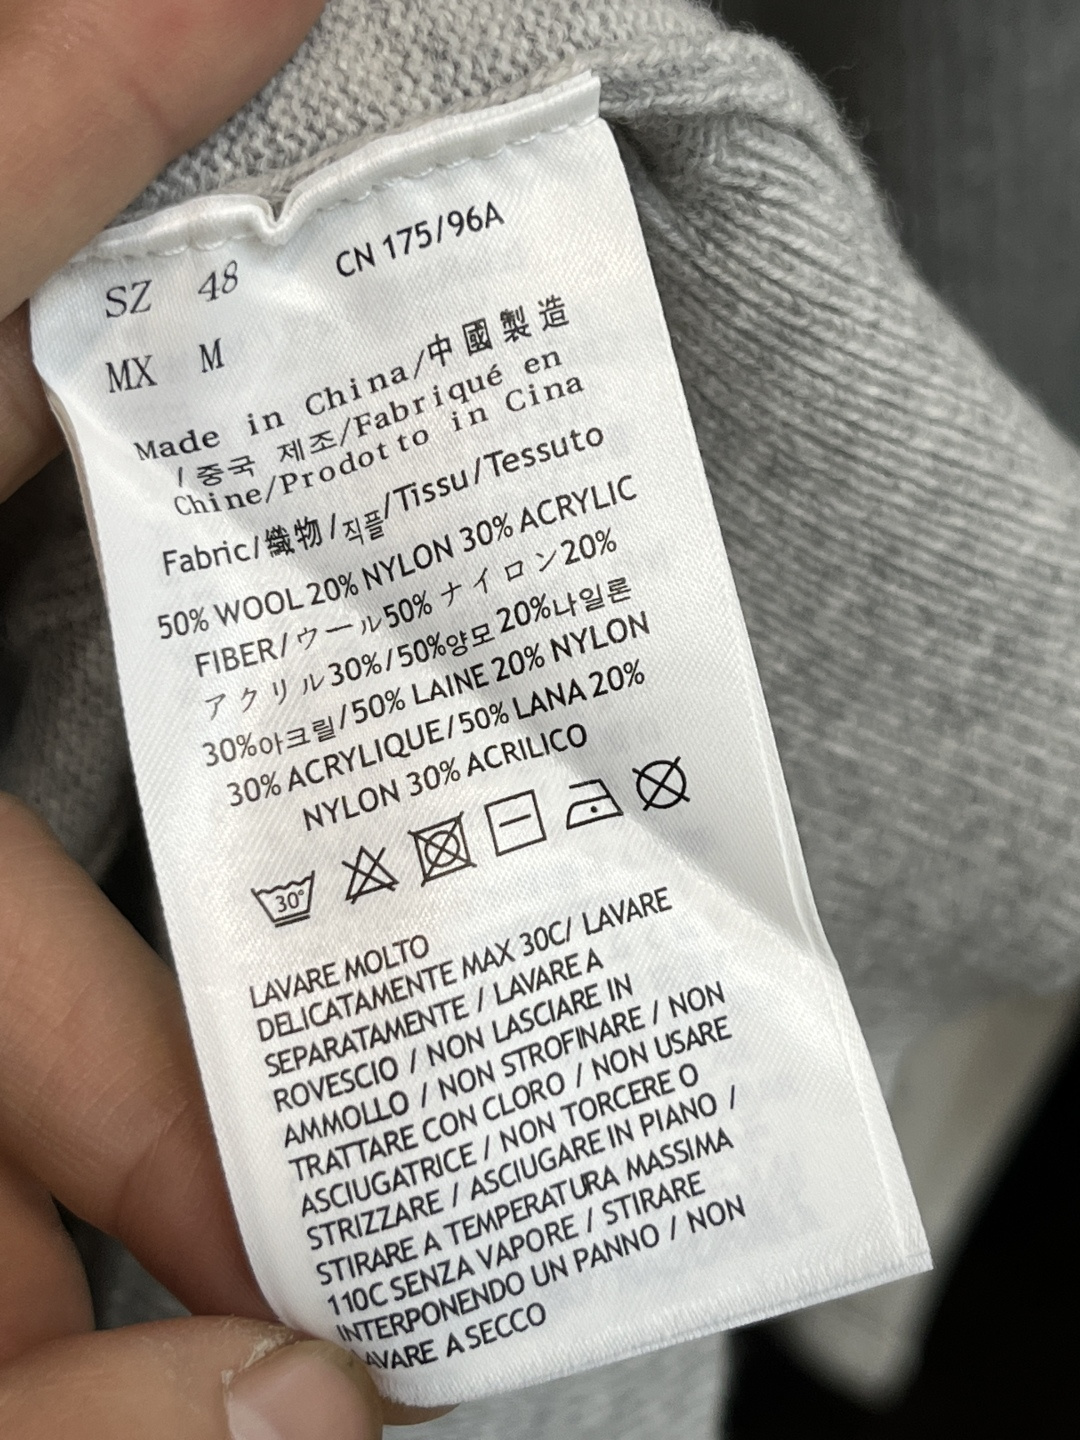 SZ 48 CN 175/96A
MX M
Made in China/中國製造
/중국 제조/Fabriqué en
Chine/Prodotto in Cina
Fabric/織物/직플/Tissu/Tessuto
50% WOOL 20% NYLON 30% ACRYLIC
FIBER/ウール50% ナイロン20%
アクリル30%/50%양모20%나일론
30%아크릴/50% LAINE 20% NYLON
30% ACRYLIQUE/50% LANA 20%
NYLON 30% ACRILICO
30°
LAVARE MOLTO
DELICATAMENTE MAX 30C/ LAVARE
SEPARATAMENTE / LAVARE A
ROVESCIO / NON LASCIARE IN
AMMOLLO / NON STROFINARE / NON
TRATTARE CON CLORO / NON USARE
ASCIUGATRICE / NON TORCERE O
STRIZZARE / ASCIUGARE IN PIANO /
STIRARE A TEMPERATURA MASSIMA
110C SENZA VAPORE / STIRARE
INTERPONENDO UN PANNO / NON
LAVARE A SECCO